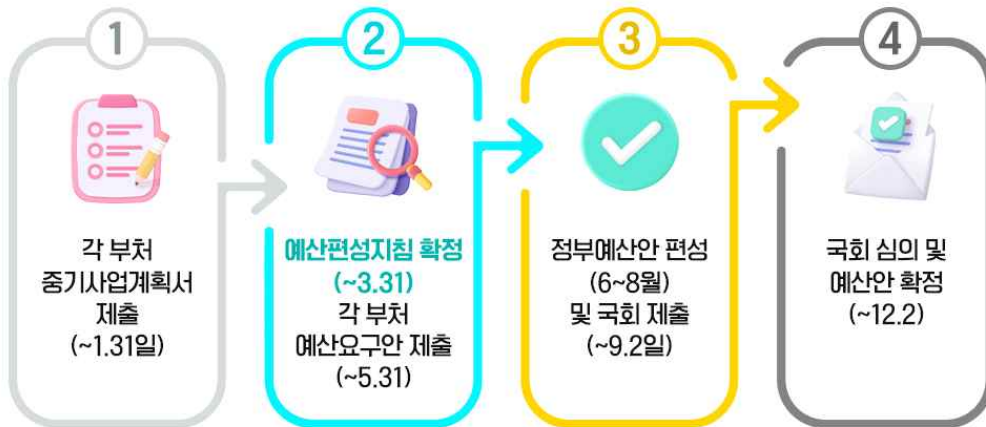 1
각 부처
중기사업계획서
제출
(~1.31일)
2
예산편성지침 확정
(~3.31)
각 부처
예산요구안 제출
(~5.31)
3
정부예산안 편성
(6~8월)
및 국회 제출
(~9.2일)
4
국회 심의 및
예산안 확정
(~12.2)